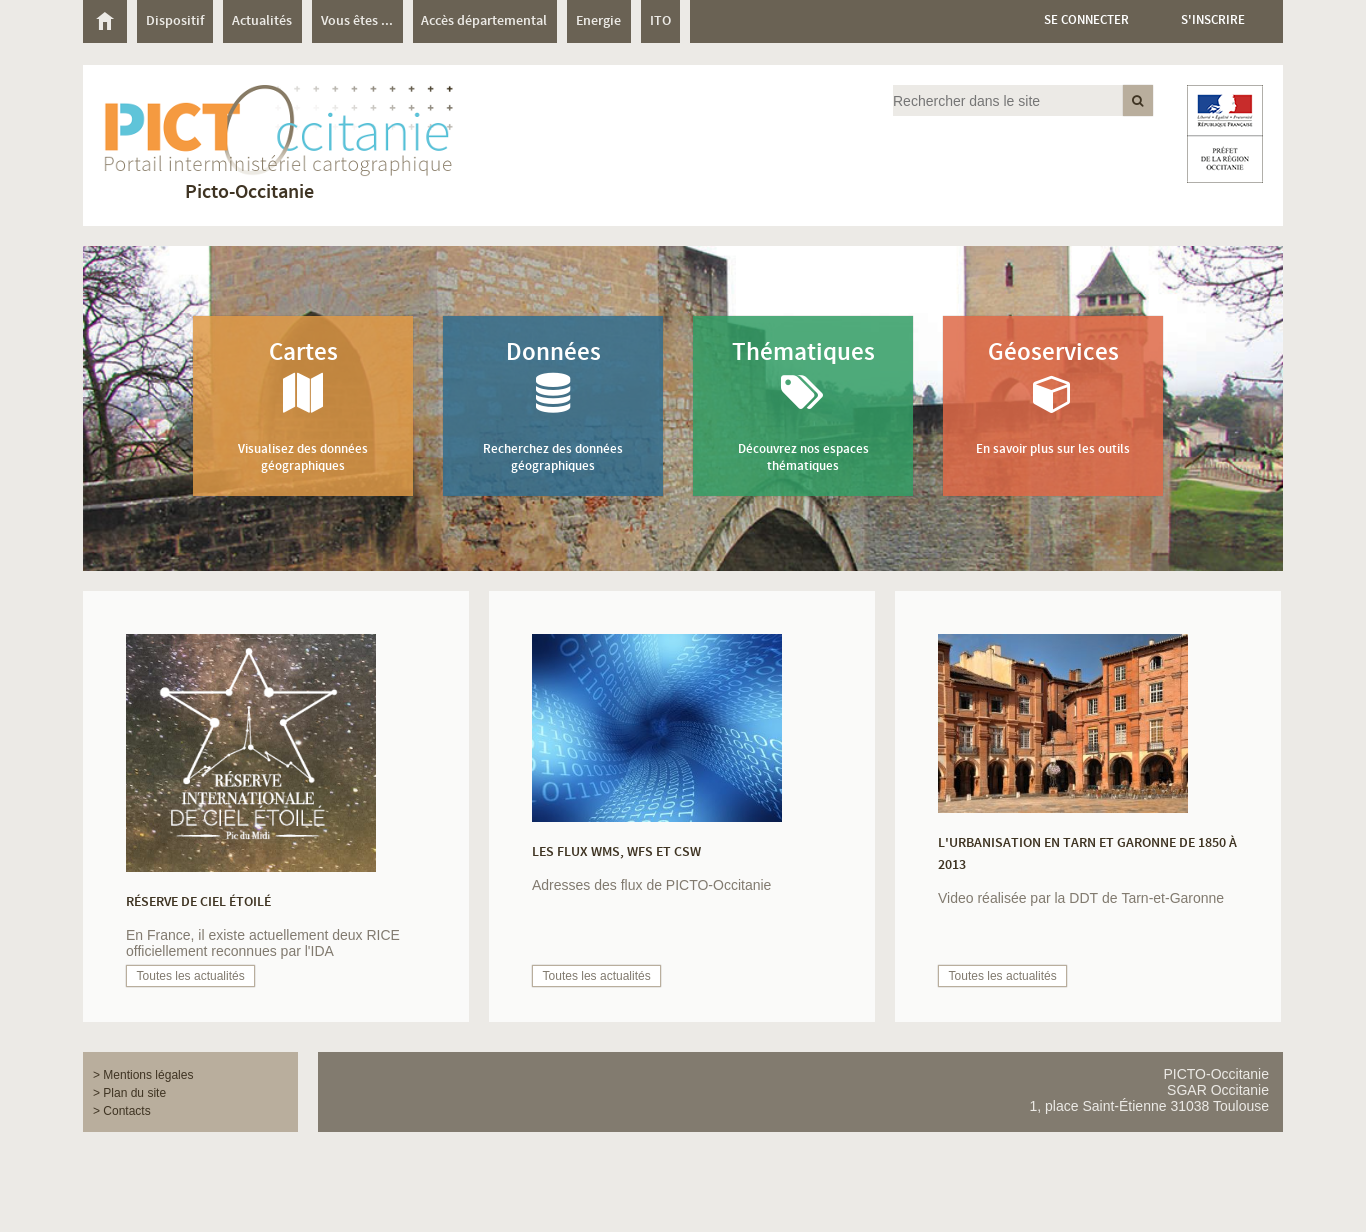 Dispositif
Actualités
Vous êtes ...
Accès départemental
Energie
ITO
SE CONNECTER
S'INSCRIRE
PICTOccitanie
Portail interministériel cartographique
Picto-Occitanie
Rechercher dans le site
Liberté • Égalité • Fraternité
RÉPUBLIQUE FRANÇAISE
PRÉFET
DE LA RÉGION
OCCITANIE
Cartes
Visualisez des données
géographiques
Données
Recherchez des données
géographiques
Thématiques
Découvrez nos espaces
thématiques
Géoservices
En savoir plus sur les outils
RÉSERVE
INTERNATIONALE
DE CIEL ÉTOILÉ
Pic du Midi
RÉSERVE DE CIEL ÉTOILÉ
En France, il existe actuellement deux RICE
officiellement reconnues par l'IDA
Toutes les actualités
LES FLUX WMS, WFS ET CSW
Adresses des flux de PICTO-Occitanie
Toutes les actualités
L'URBANISATION EN TARN ET GARONNE DE 1850 À
2013
Video réalisée par la DDT de Tarn-et-Garonne
Toutes les actualités
> Mentions légales
> Plan du site
> Contacts
PICTO-Occitanie
SGAR Occitanie
1, place Saint-Étienne 31038 Toulouse